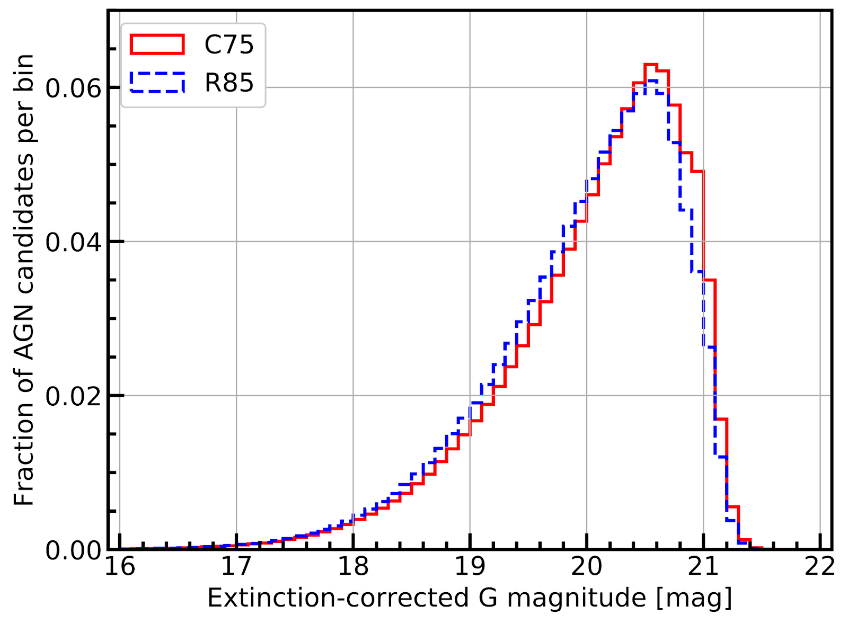 C75
R85
Fraction of AGN candidates per bin
0.06
0.04
0.02
0.00
16 17 18 19 20 21 22
Extinction-corrected G magnitude [mag]